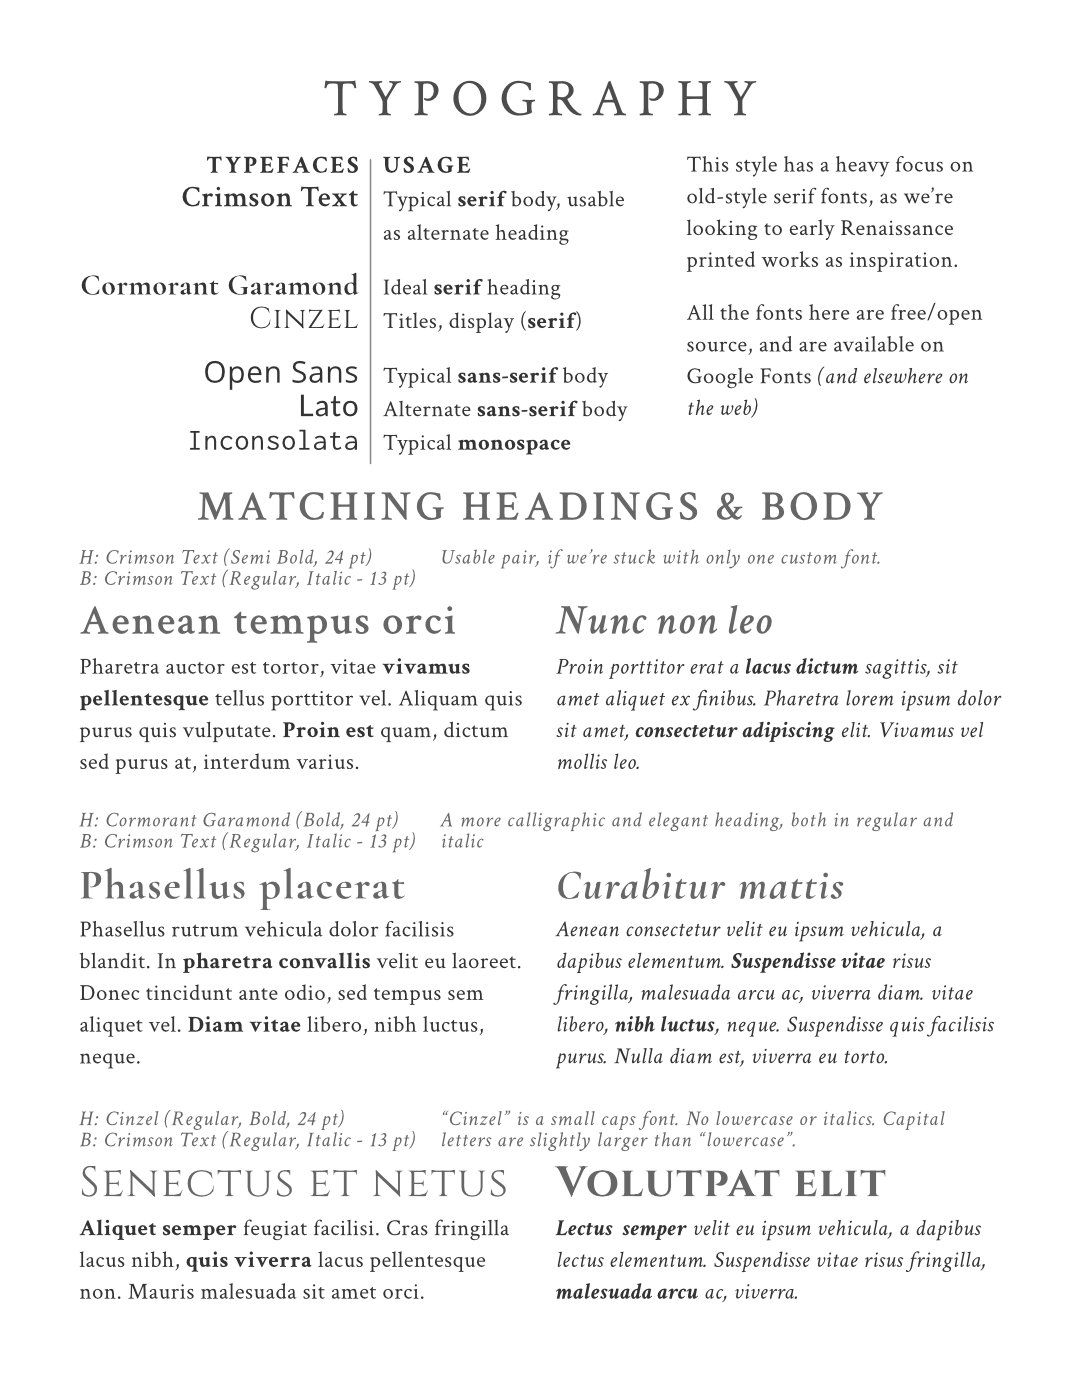 TYPOGRAPHY
TYPEFACES
USAGE
Crimson Text
Typical serif body, usable
as alternate heading
Cormorant Garamond
Ideal serif heading
CINZEL
Titles, display (serif)
Open Sans
Typical sans-serif body
Lato
Alternate sans-serif body
Inconsolata
Typical monospace
This style has a heavy focus on
old-style serif fonts, as we’re
looking to early Renaissance
printed works as inspiration.
All the fonts here are free/open
source, and are available on
Google Fonts (and elsewhere on
the web)
MATCHING HEADINGS & BODY
H: Crimson Text (Semi Bold, 24 pt)
B: Crimson Text (Regular, Italic - 13 pt)
Usable pair, if we’re stuck with only one custom font.
Aenean tempus orci
Pharetra auctor est tortor, vitae vivamus
pellentesque tellus porttitor vel. Aliquam quis
purus quis vulputate. Proin est quam, dictum
sed purus at, interdum varius.
Nunc non leo
Proin porttitor erat a lacus dictum sagittis, sit
amet aliquet ex finibus. Pharetra lorem ipsum dolor
sit amet, consectetur adipiscing elit. Vivamus vel
mollis leo.
H: Cormorant Garamond (Bold, 24 pt)
B: Crimson Text (Regular, Italic - 13 pt)
A more calligraphic and elegant heading, both in regular and
italic
Phasellus placerat
Phasellus rutrum vehicula dolor facilisis
blandit. In pharetra convallis velit eu laoreet.
Donec tincidunt ante odio, sed tempus sem
aliquet vel. Diam vitae libero, nibh luctus,
neque.
Curabitur mattis
Aenean consectetur velit eu ipsum vehicula, a
dapibus elementum. Suspendisse vitae risus
fringilla, malesuada arcu ac, viverra diam. vitae
libero, nibh luctus, neque. Suspendisse quis facilisis
purus. Nulla diam est, viverra eu torto.
H: Cinzel (Regular, Bold, 24 pt)
B: Crimson Text (Regular, Italic - 13 pt)
“Cinzel” is a small caps font. No lowercase or italics. Capital
letters are slightly larger than “lowercase”.
SENECTUS ET NETUS
Aliquet semper feugiat facilisi. Cras fringilla
lacus nibh, quis viverra lacus pellentesque
non. Mauris malesuada sit amet orci.
VOLUTPAT ELIT
Lectus semper velit eu ipsum vehicula, a dapibus
lectus elementum. Suspendisse vitae risus fringilla,
malesuada arcu ac, viverra.